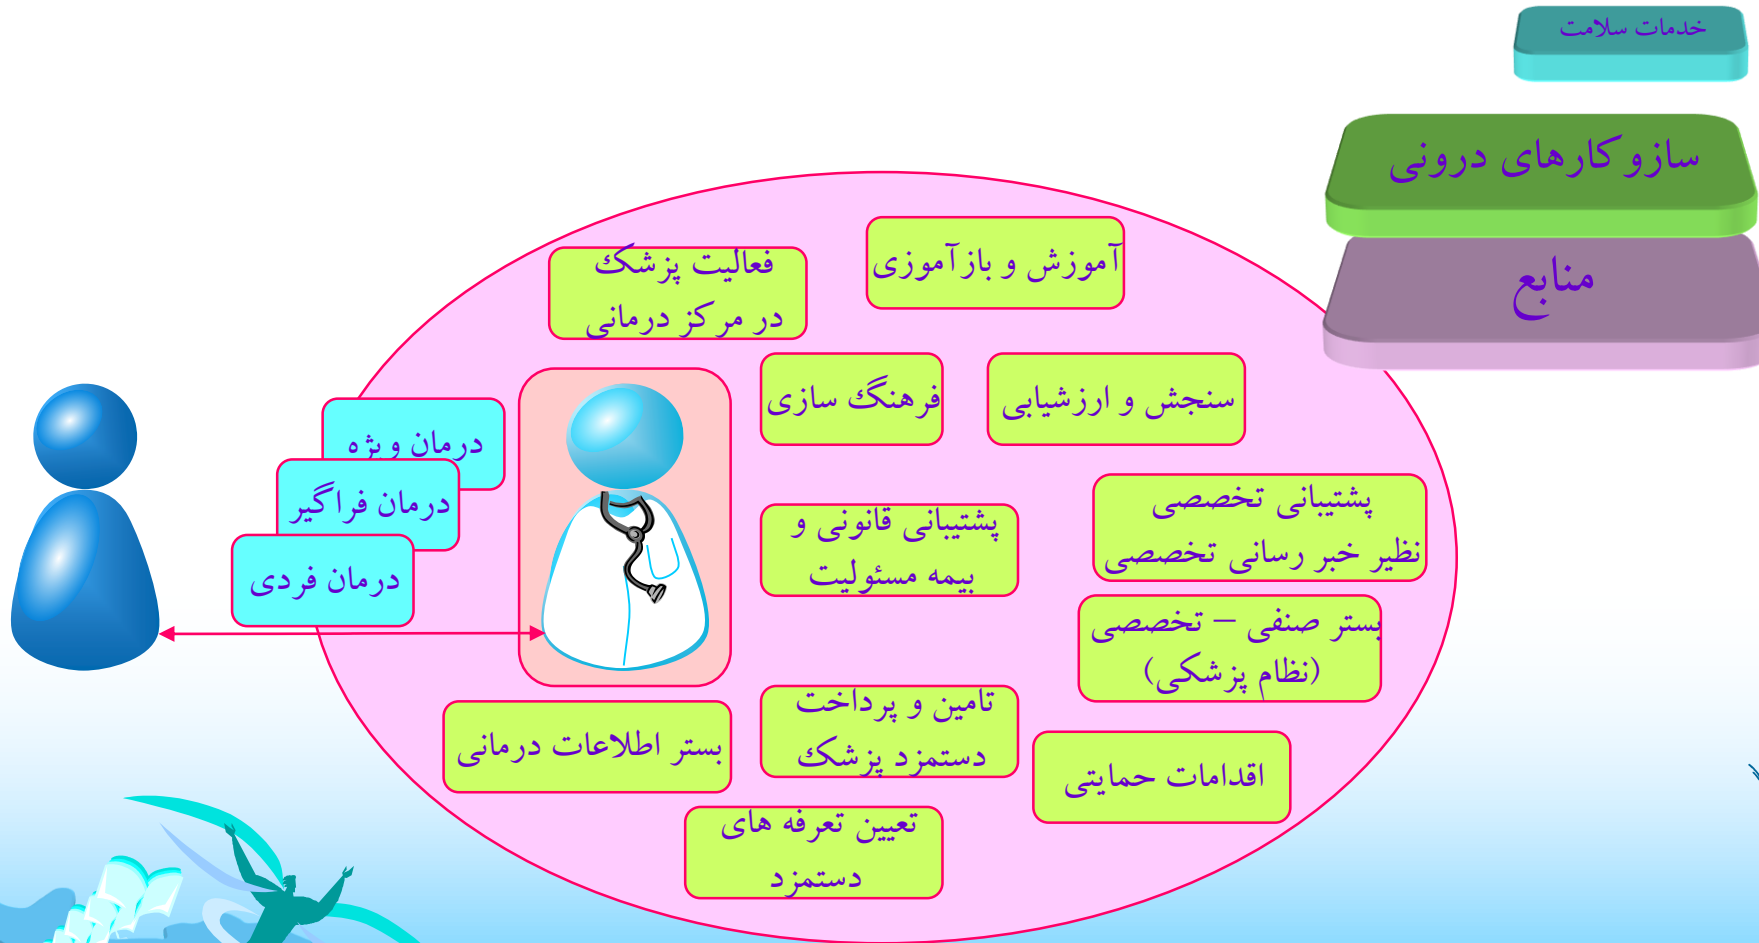 خدمات سلامت
سازو کارهای درونی
منابع
آموزش و بازآموزی
فعالیت پزشک
در مرکز درمانی
سنجش و ارزشیابی
فرهنگ سازی
درمان ویژه
درمان فراگیر
درمان فردی
پشتیبانی تخصصی
نظیر خبر رسانی تخصصی
پشتیبانی قانونی و
بیمه مسئولیت
بستر صنفی – تخصصی
(نظام پزشکی)
تامین و پرداخت
دستمزد پزشک
بستر اطلاعات درمانی
اقدامات حمایتی
تعیین تعرفه های
دستمزد